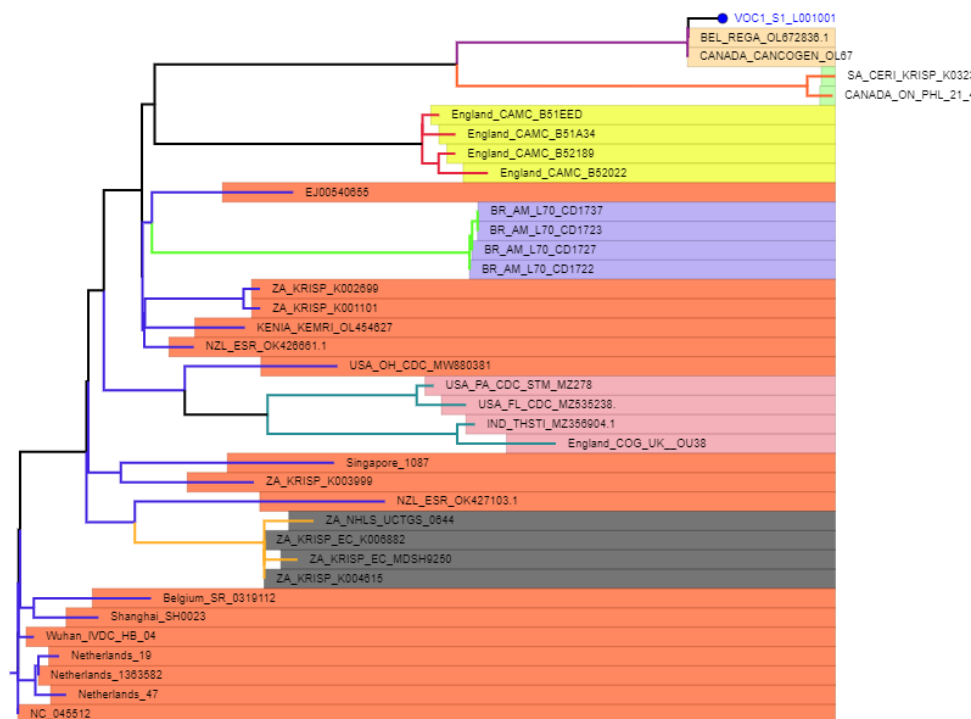 VOC1_S1_L001001
BEL_REGA_OL672836.1
CANADA_CANCOGEN_OL67
SA_CERI_KRISP_K0323
CANADA_ON_PHL_21_4
England_CAMC_B51EED
England_CAMC_B51A34
England_CAMC_B52189
England_CAMC_B52022
EJ00540655
BR_AM_L70_CD1737
BR_AM_L70_CD1723
BR_AM_L70_CD1727
BR_AM_L70_CD1722
ZA_KRISP_K002699
ZA_KRISP_K001101
KENIA_KEMRI_OL454627
NZL_ESR_OK426661.1
USA_OH_CDC_MW880381
USA_PA_CDC_STM_MZ278
USA_FL_CDC_MZ535238.
IND_THSTI_MZ356904.1
England_COG_UK__OU38
Singapore_1087
ZA_KRISP_K003999
NZL_ESR_OK427103.1
ZA_NHLS_UCTGS_0644
ZA_KRISP_EC_K006882
ZA_KRISP_EC_MDSH9250
ZA_KRISP_K004615
Belgium_SR_0319112
Shanghai_SH0023
Wuhan_IVDC_HB_04
Netherlands_19
Netherlands_1363582
Netherlands_47
NC_045512